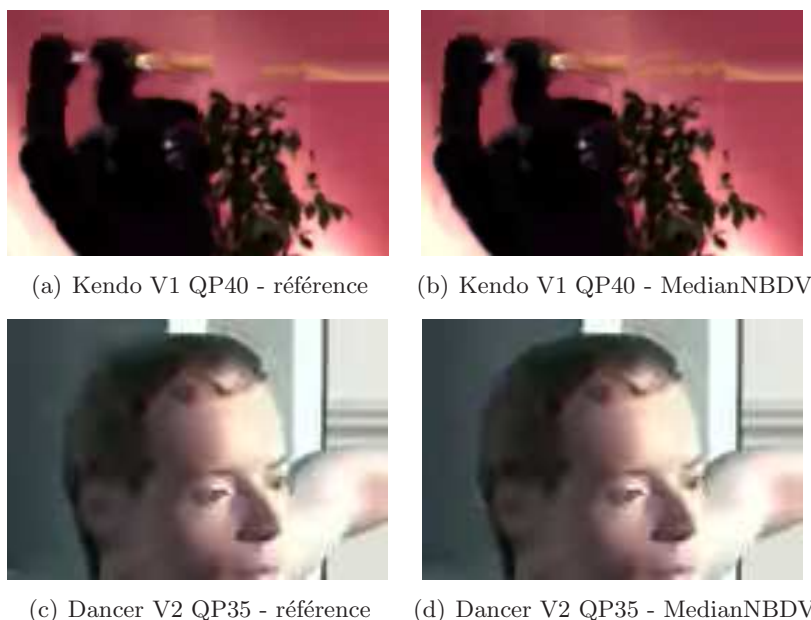 (a) Kendo V1 QP40 - référence
(b) Kendo V1 QP40 - MedianNBDV
(c) Dancer V2 QP35 - référence
(d) Dancer V2 QP35 - MedianNBDV